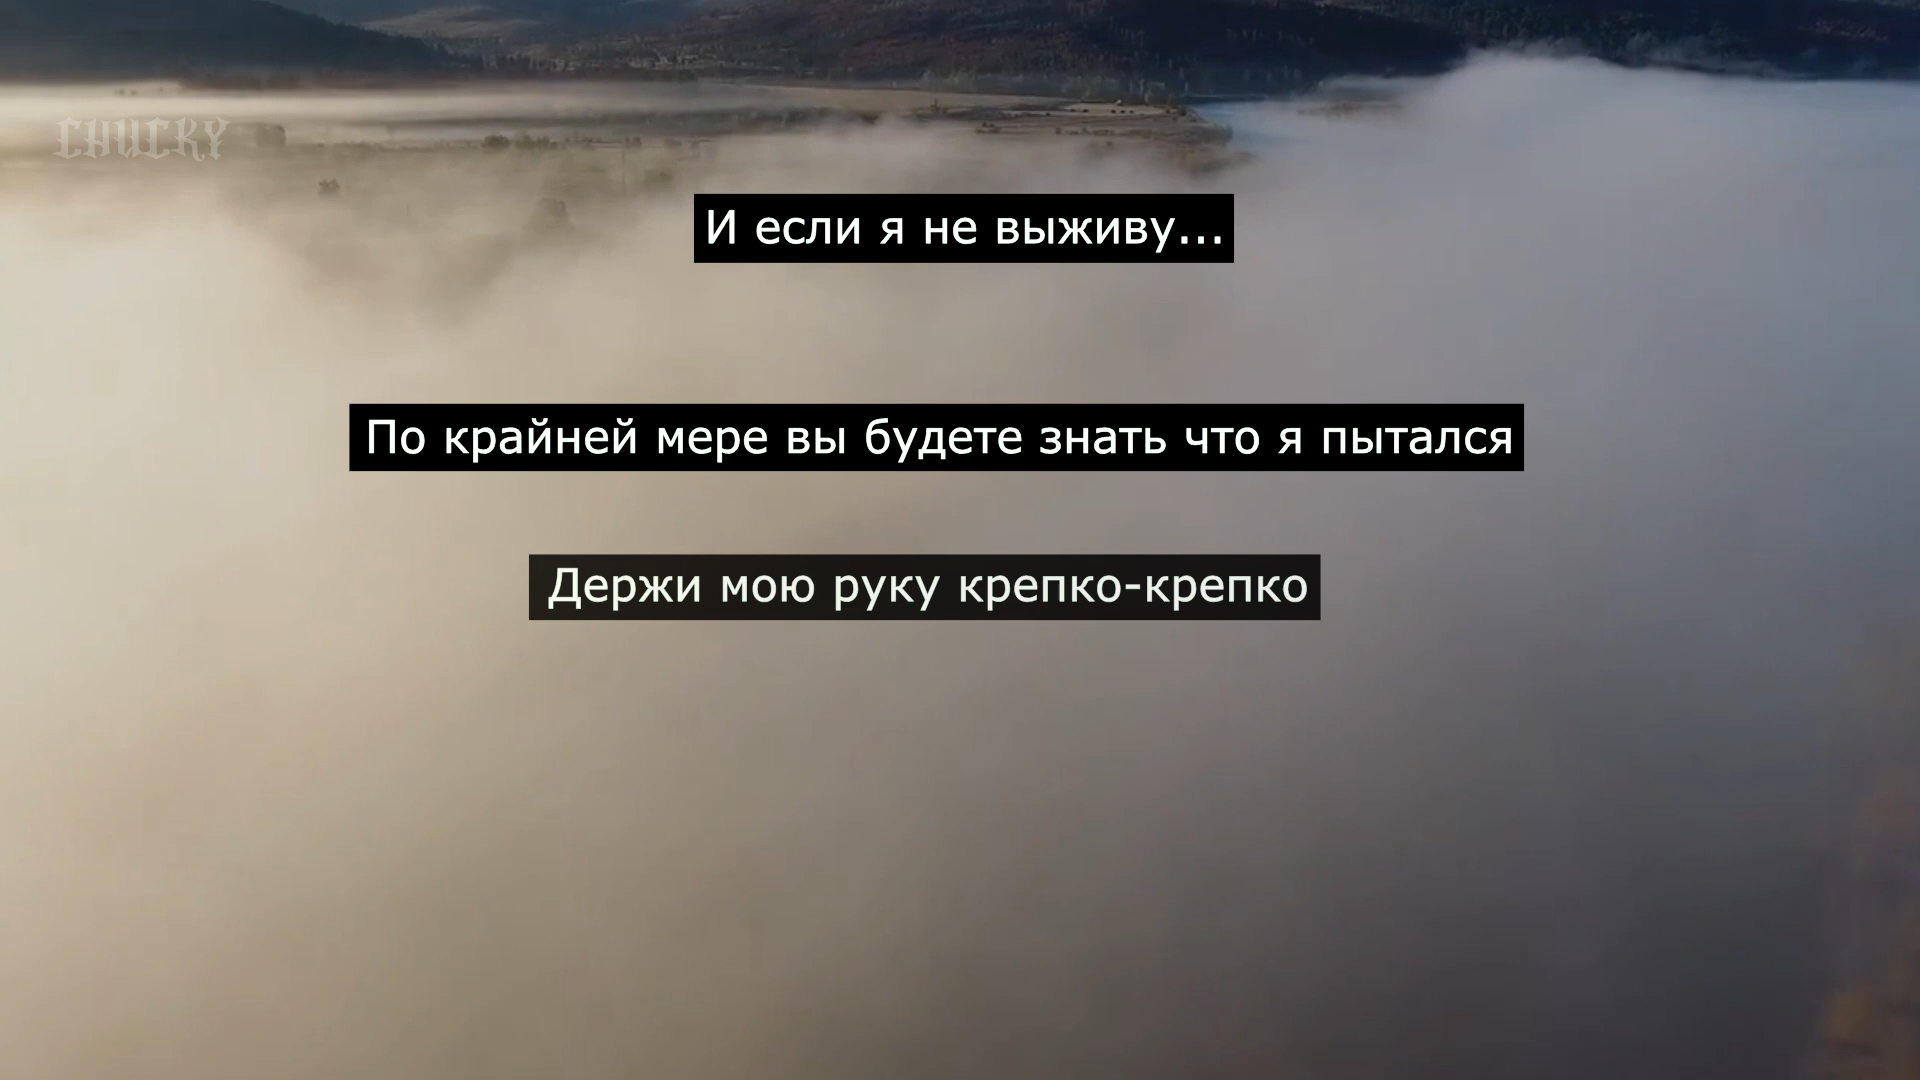 CHUCKY
И если я не выживу...
По крайней мере вы будете знать что я пытался
Держи мою руку крепко-крепко